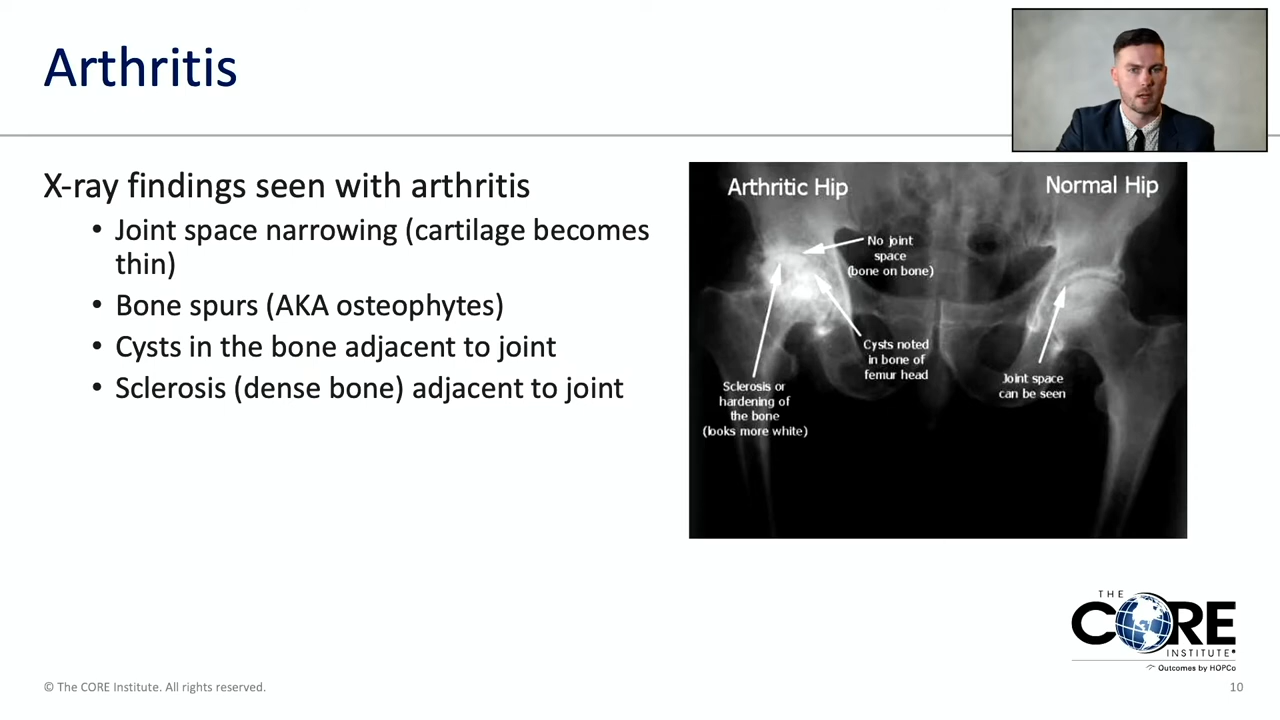 Arthritis
X-ray findings seen with arthritis
• Joint space narrowing (cartilage becomes
thin)
• Bone spurs (AKA osteophytes)
• Cysts in the bone adjacent to joint
• Sclerosis (dense bone) adjacent to joint
Arthritic Hip
Normal Hip
No joint
space
(bone on bone)
Cysts noted
in bone of
femur head
Sclerosis or
hardening of
the bone
(looks more white)
Joint space
can be seen
THE
CORE
INSTITUTE®
Outcomes by HOPCo
© The CORE Institute. All rights reserved.
10